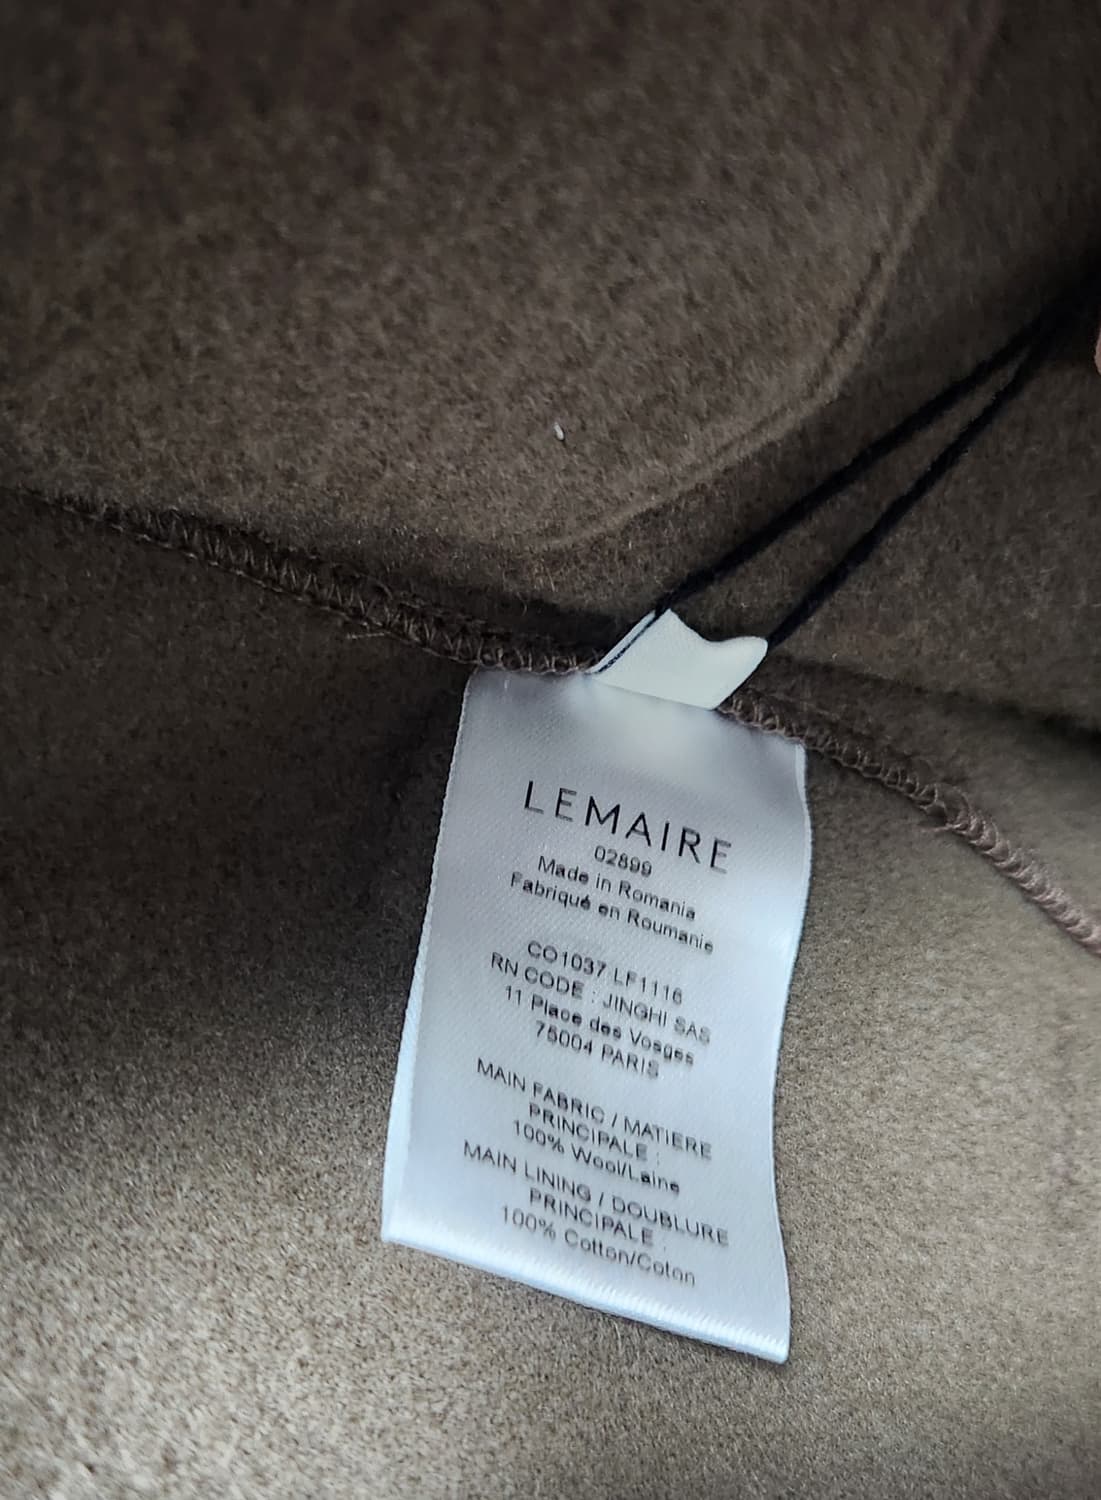 LEMAIRE
02899
Made in Romania
Fabriqué en Roumanie
CO1037 LF1116
RN CODE : JINGHI SAS
11 Place des Vosges
75004 PARIS
MAIN FABRIC / MATIERE
PRINCIPALE :
100% Wool/Laine
MAIN LINING / DOUBLURE
PRINCIPALE :
100% Cotton/Coton